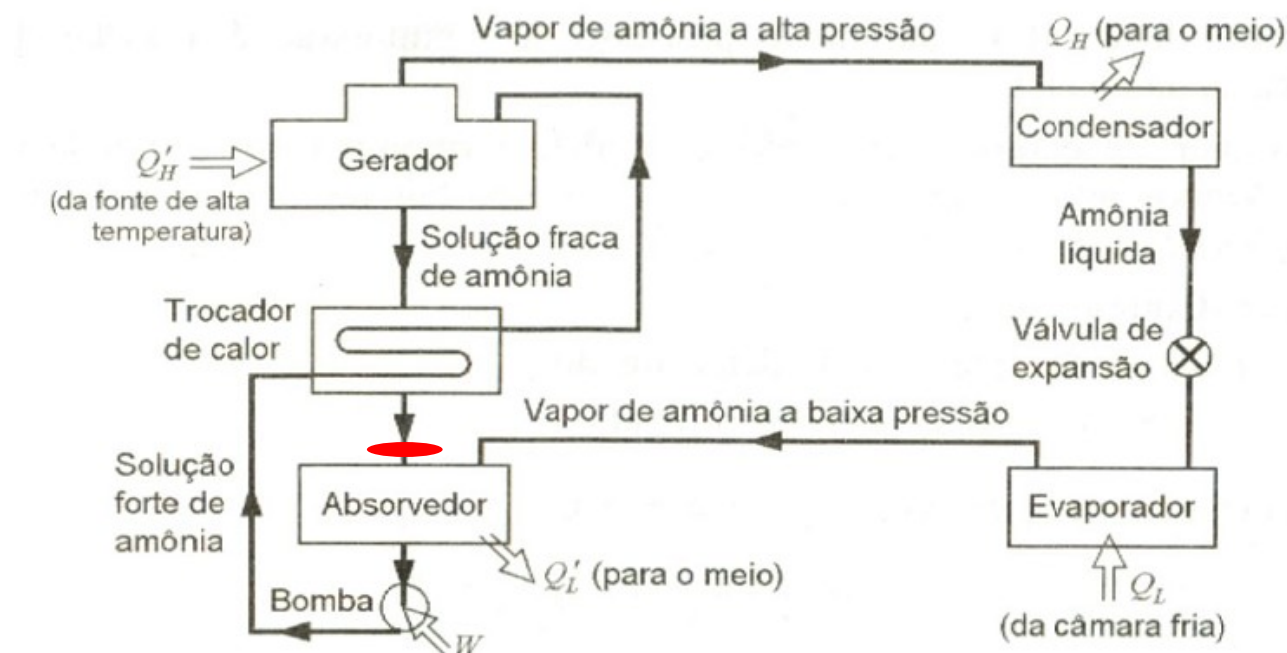 Vapor de amônia a alta pressão
Q_H (para o meio)
Condensador
Gerador
Q'_H
(da fonte de alta
temperatura)
Solução fraca
de amônia
Amônia
líquida
Trocador
de calor
Válvula de
expansão
Vapor de amônia a baixa pressão
Solução
forte de
amônia
Absorvedor
Evaporador
Q'_L (para o meio)
Bomba
W
Q_L
(da câmara fria)